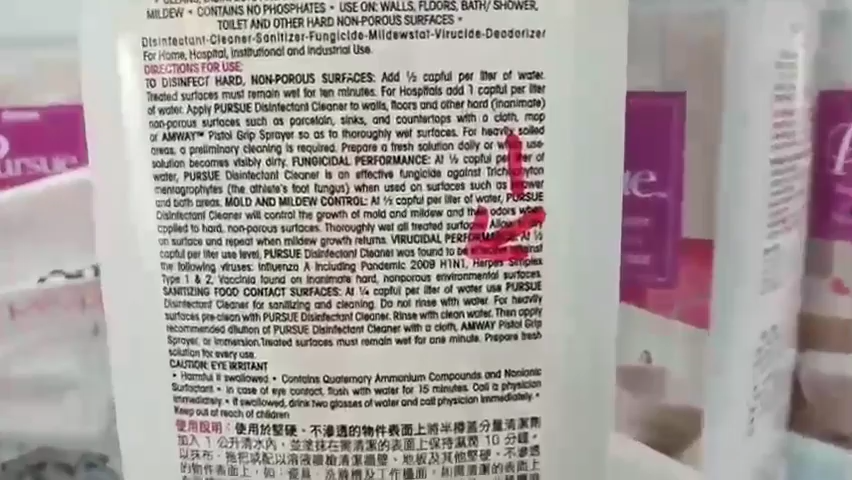 MILDEW • CONTAINS NO PHOSPHATES • USE ON: WALLS, FLOORS, BATH/ SHOWER,
TOILET AND OTHER HARD NON-POROUS SURFACES •
Disinfectant-Cleaner-Sanitizer-Fungicide-Mildewstat-Virucide-Deodorizer
For Home, Hospital, Institutional and Industrial Use.
DIRECTIONS FOR USE:
TO DISINFECT HARD, NON-POROUS SURFACES: Add ½ capful per liter of water.
Treated surfaces must remain wet for ten minutes. For Hospitals add 1 capful per liter
of water. Apply PURSUE Disinfectant Cleaner to walls, floors and other hard (inanimate)
non-porous surfaces such as porcelain, sinks, and countertops with a cloth, mop
or AMWAY™ Pistol Grip Sprayer so as to thoroughly wet surfaces. For heavily soiled
areas, a preliminary cleaning is required. Prepare a fresh solution daily or when use-
solution becomes visibly dirty. FUNGICIDAL PERFORMANCE: At ½ capful per liter of
water, PURSUE Disinfectant Cleaner is an effective fungicide against Trichophyton
mentagrophytes (the athlete's foot fungus) when used on surfaces such as shower
and bath areas. MOLD AND MILDEW CONTROL: At ½ capful per liter of water, PURSUE
Disinfectant Cleaner will control the growth of mold and mildew and the odors when
applied to hard, non-porous surfaces. Thoroughly wet all treated surfaces. Allow
on surface and repeat when mildew growth returns. VIRUCIDAL PERFORMANCE: At ½
capful per liter use level, PURSUE Disinfectant Cleaner was found to be effective against
the following viruses: Influenza A including Pandemic 2009 H1N1, Herpes Simplex
Type 1 & 2, Vaccinia found on inanimate hard, nonporous environmental surfaces.
SANITIZING FOOD CONTACT SURFACES: At ¼ capful per liter of water use PURSUE
Disinfectant Cleaner for sanitizing and cleaning. Do not rinse with water. For heavily
surfaces pre-clean with PURSUE Disinfectant Cleaner. Rinse with clean water. Then apply
recommended dilution of PURSUE Disinfectant Cleaner with a cloth, AMWAY Pistol Grip
Sprayer, or immersion. Treated surfaces must remain wet for one minute. Prepare fresh
solution for every use.
CAUTION: EYE IRRITANT
• Harmful if swallowed. • Contains Quaternary Ammonium Compounds and Nonionic
Surfactant • In case of eye contact, flush with water for 15 minutes. Call a physician
immediately. • If swallowed, drink two glasses of water and call physician immediately. •
Keep out of reach of children
使用說明：使用於堅硬、不滲透的物件表面上將半樽蓋分量清潔劑
加入 1 公升清水內，並塗抹在需清潔的表面上保持濕潤 10 分鐘。
以抹布、拖把或配以溶液噴槍清潔牆壁、地板及其他堅硬、不滲透
的物件表面上，如：瓷具、洗滌槽及工作檯面。如需清潔的表面上
ursue